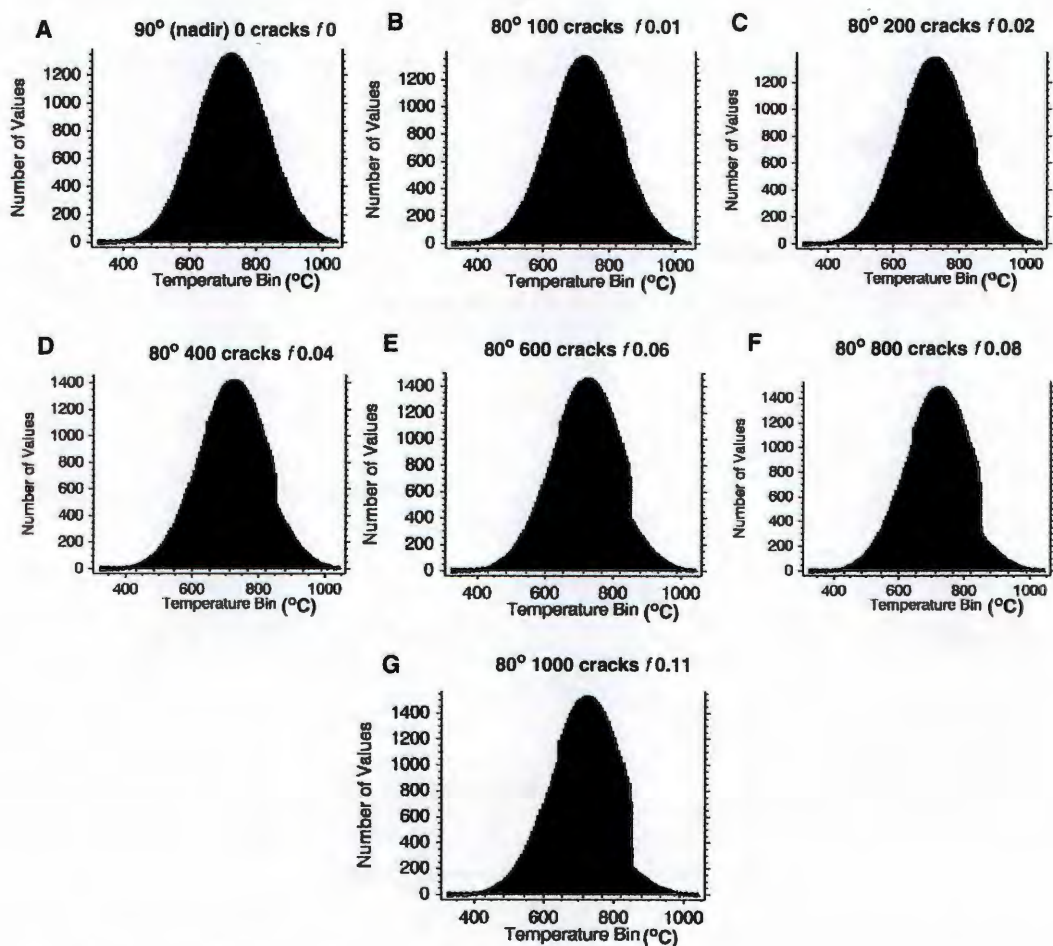 A
90° (nadir) 0 cracks f 0
Number of Values
1200
1000
800
600
400
200
0
400 600 800 1000
Temperature Bin (°C)
B
80° 100 cracks f 0.01
Number of Values
1200
1000
800
600
400
200
0
400 600 800 1000
Temperature Bin (°C)
C
80° 200 cracks f 0.02
Number of Values
1200
1000
800
600
400
200
0
400 600 800 1000
Temperature Bin (°C)
D
80° 400 cracks f 0.04
Number of Values
1400
1200
1000
800
600
400
200
0
400 600 800 1000
Temperature Bin (°C)
E
80° 600 cracks f 0.06
Number of Values
1400
1200
1000
800
600
400
200
0
400 600 800 1000
Temperature Bin (°C)
F
80° 800 cracks f 0.08
Number of Values
1400
1200
1000
800
600
400
200
0
400 600 800 1000
Temperature Bin (°C)
G
80° 1000 cracks f 0.11
Number of Values
1400
1200
1000
800
600
400
200
0
400 600 800 1000
Temperature Bin (°C)